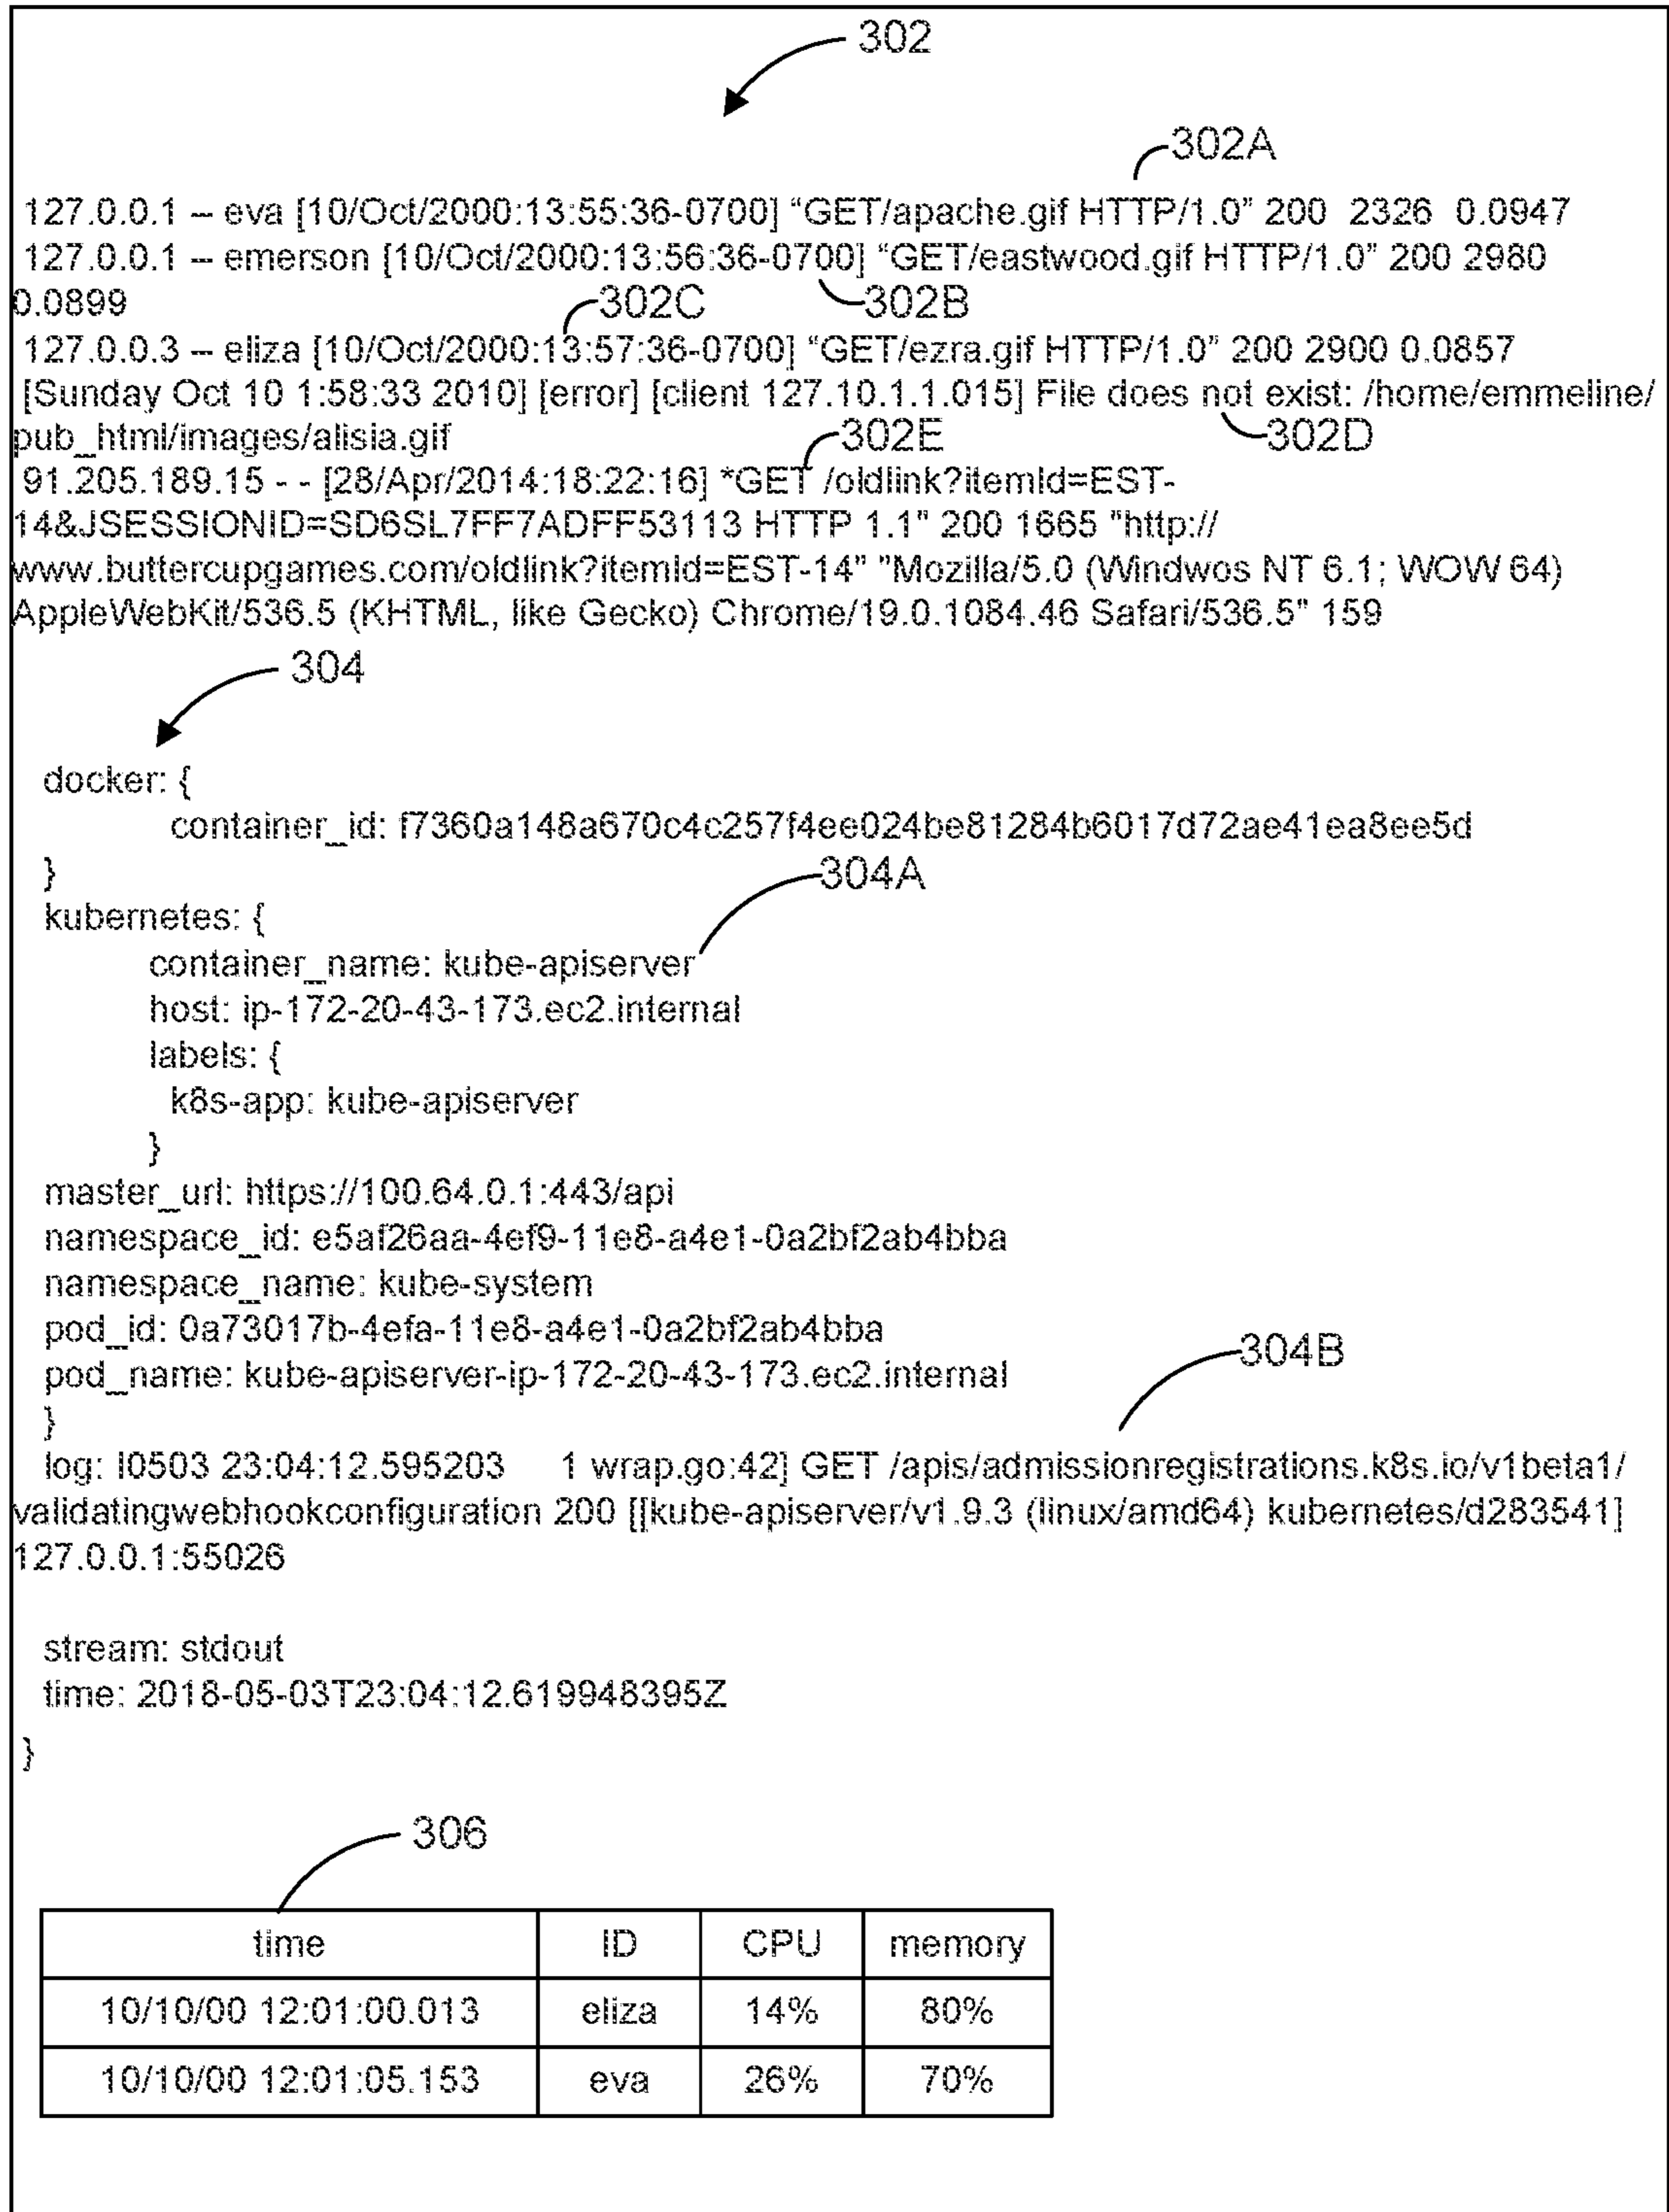 302
302A
127.0.0.1 – eva [10/Oct/2000:13:55:36-0700] “GET/apache.gif HTTP/1.0” 200 2326 0.0947
127.0.0.1 – emerson [10/Oct/2000:13:56:36-0700] “GET/eastwood.gif HTTP/1.0” 200 2980
0.0899
302C 302B
127.0.0.3 – eliza [10/Oct/2000:13:57:36-0700] “GET/ezra.gif HTTP/1.0” 200 2900 0.0857
[Sunday Oct 10 1:58:33 2010] [error] [client 127.10.1.1.015] File does not exist: /home/emmeline/
pub_html/images/alisia.gif
302E 302D
91.205.189.15 - - [28/Apr/2014:18:22:16] *GET /oldlink?itemId=EST-
14&JSESSIONID=SD6SL7FF7ADFF53113 HTTP 1.1" 200 1665 "http://
www.buttercupgames.com/oldlink?itemId=EST-14" "Mozilla/5.0 (Windwos NT 6.1; WOW 64)
AppleWebKit/536.5 (KHTML, like Gecko) Chrome/19.0.1084.46 Safari/536.5" 159
304
docker: {
container_id: f7360a148a670c4c257f4ee024be81284b6017d72ae41ea8ee5d
}
304A
kubernetes: {
container_name: kube-apiserver
host: ip-172-20-43-173.ec2.internal
labels: {
k8s-app: kube-apiserver
}
master_url: https://100.64.0.1:443/api
namespace_id: e5af26aa-4ef9-11e8-a4e1-0a2bf2ab4bba
namespace_name: kube-system
pod_id: 0a73017b-4efa-11e8-a4e1-0a2bf2ab4bba
304B
pod_name: kube-apiserver-ip-172-20-43-173.ec2.internal
}
log: I0503 23:04:12.595203 1 wrap.go:42] GET /apis/admissionregistrations.k8s.io/v1beta1/
validatingwebhookconfiguration 200 [[kube-apiserver/v1.9.3 (linux/amd64) kubernetes/d283541]
127.0.0.1:55026
stream: stdout
time: 2018-05-03T23:04:12.619948395Z
}
306
time ID CPU memory
10/10/00 12:01:00.013 eliza 14% 80%
10/10/00 12:01:05.153 eva 26% 70%